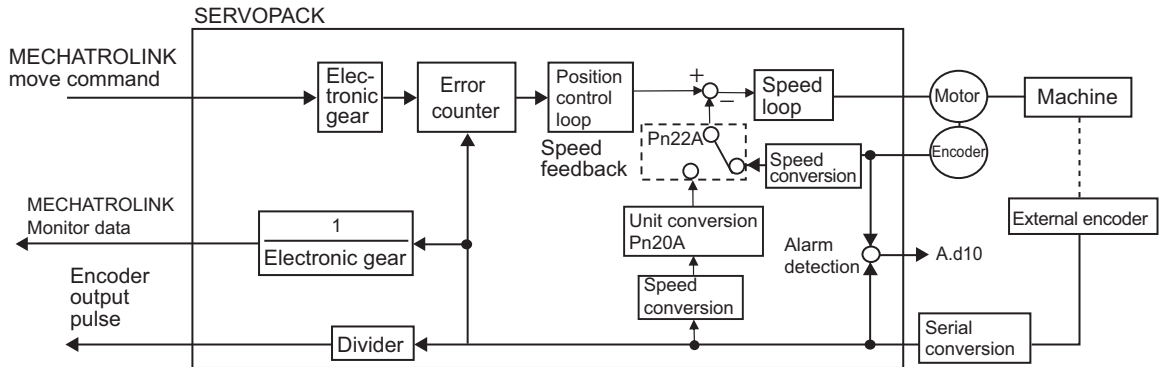 SERVOPACK
MECHATROLINK
move command
Elec-
tronic
gear
Error
counter
Position
control
loop
+
−
Speed
loop
Motor
Machine
Speed
feedback
Pn22A
Speed
conversion
Encoder
MECHATROLINK
Monitor data
1
Electronic gear
Unit conversion
Pn20A
Alarm
detection
A.d10
External encoder
Encoder
output
pulse
Speed
conversion
Divider
Serial
conversion